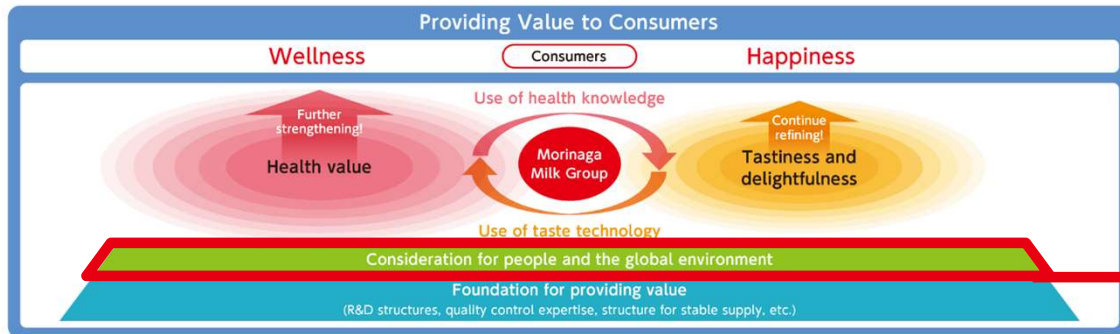 Providing Value to Consumers
Wellness
Consumers
Happiness
Use of health knowledge
Further
strengthening!
Health value
Morinaga
Milk Group
Continue
refining!
Tastiness and
delightfulness
Use of taste technology
Consideration for people and the global environment
Foundation for providing value
(R&D structures, quality control expertise, structure for stable supply, etc.)